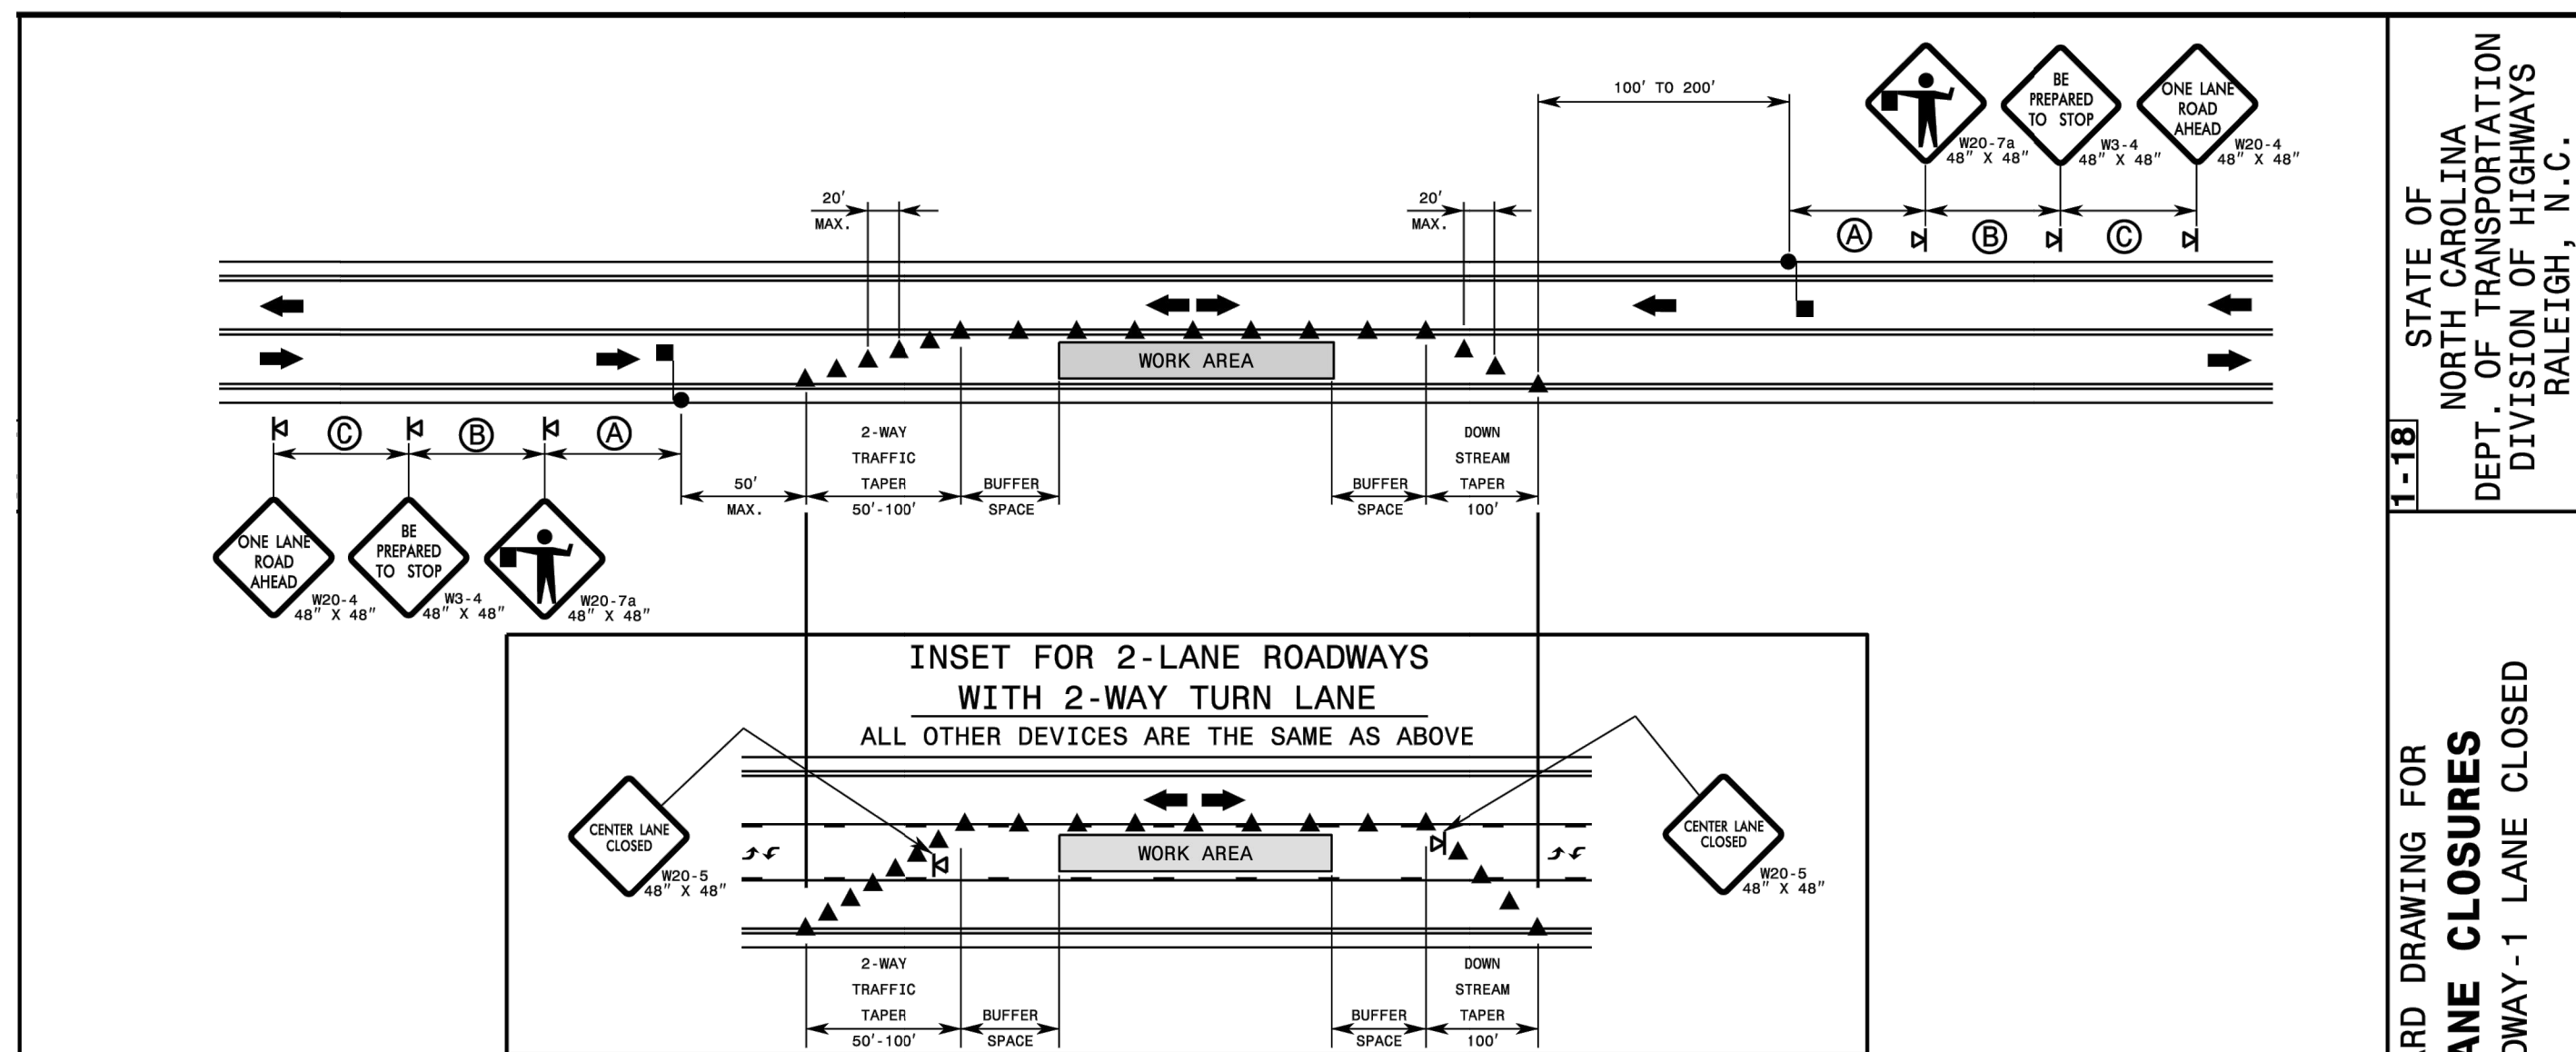 100' TO 200'
BE
PREPARED
TO STOP
ONE LANE
ROAD
AHEAD
W20-7a
48" X 48"
W3-4
48" X 48"
W20-4
48" X 48"
20'
MAX.
20'
MAX.
A
B
C
WORK AREA
C
B
A
50'
MAX.
2-WAY
TRAFFIC
TAPER
50'-100'
BUFFER
SPACE
BUFFER
SPACE
DOWN
STREAM
TAPER
100'
ONE LANE
ROAD
AHEAD
W20-4
48" X 48"
BE
PREPARED
TO STOP
W3-4
48" X 48"
W20-7a
48" X 48"
INSET FOR 2-LANE ROADWAYS
WITH 2-WAY TURN LANE
ALL OTHER DEVICES ARE THE SAME AS ABOVE
CENTER LANE
CLOSED
W20-5
48" X 48"
WORK AREA
CENTER LANE
CLOSED
W20-5
48" X 48"
2-WAY
TRAFFIC
TAPER
50'-100'
BUFFER
SPACE
BUFFER
SPACE
DOWN
STREAM
TAPER
100'
1-18
STATE OF
NORTH CAROLINA
DEPT. OF TRANSPORTATION
DIVISION OF HIGHWAYS
RALEIGH, N.C.
DRAWING FOR
CLOSURES
-1 LANE CLOSED